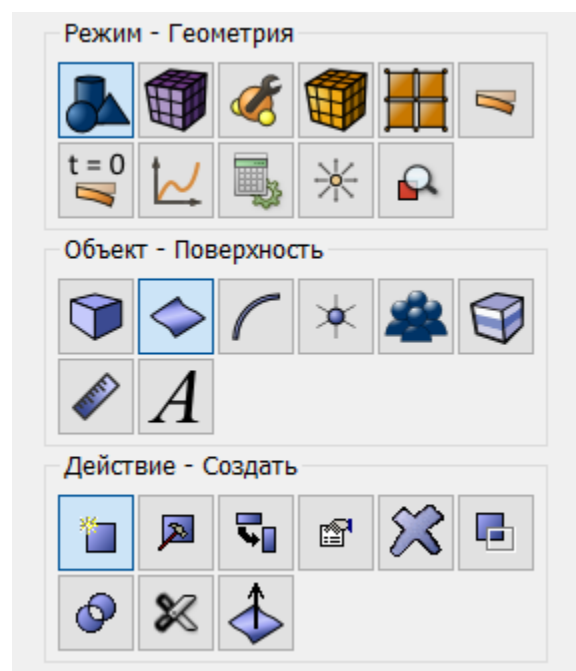 Режим - Геометрия
t = 0
Объект - Поверхность
A
Действие - Создать